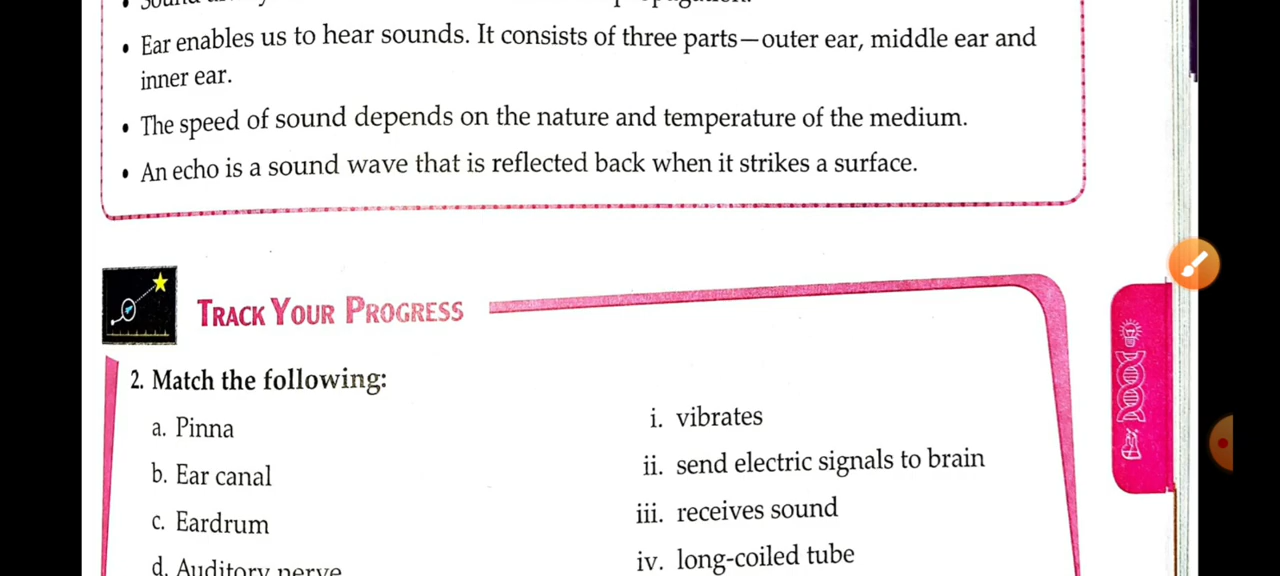 • Ear enables us to hear sounds. It consists of three parts—outer ear, middle ear and
inner ear.
• The speed of sound depends on the nature and temperature of the medium.
• An echo is a sound wave that is reflected back when it strikes a surface.
TRACK YOUR PROGRESS
2. Match the following:
a. Pinna
i. vibrates
b. Ear canal
ii. send electric signals to brain
c. Eardrum
iii. receives sound
d. Auditory nerve
iv. long-coiled tube